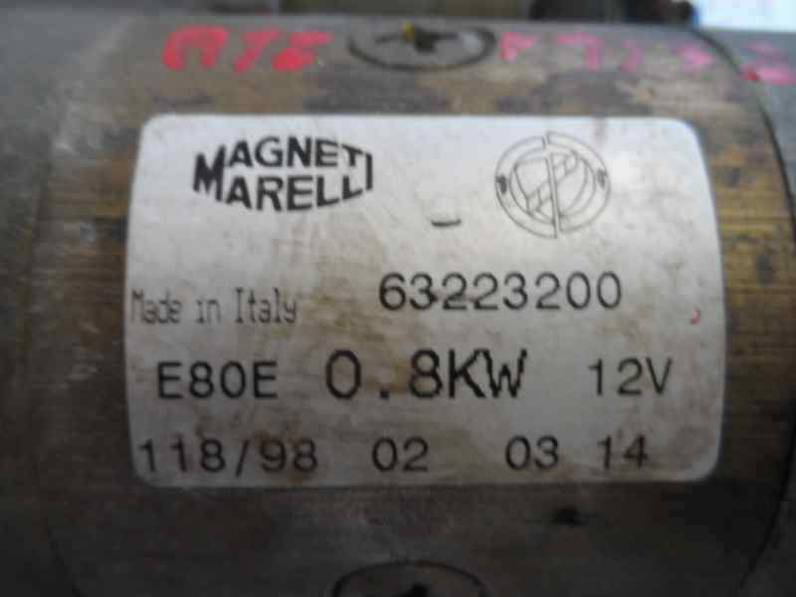 MAGNETI
MARELLI
-
63223200
Made in Italy
E80E 0.8KW 12V
118/98 02 03 14